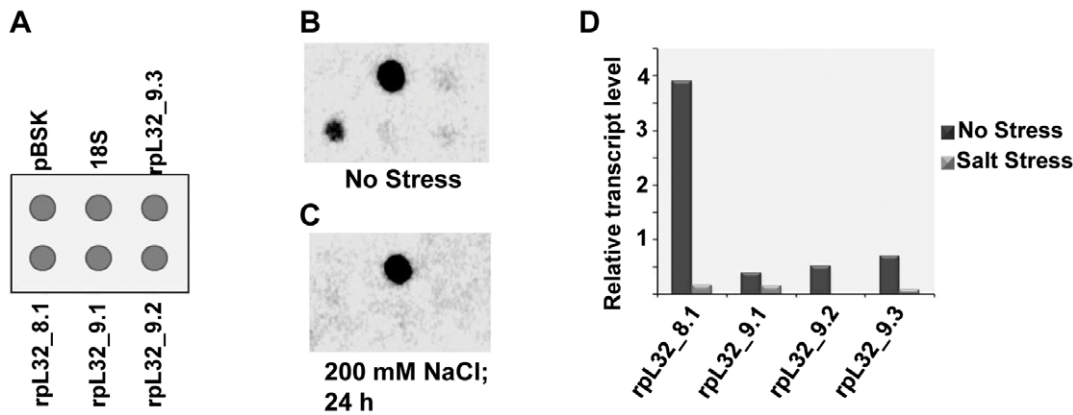 A
pBSK
18S
rpL32_9.3
rpL32_8.1
rpL32_9.1
rpL32_9.2
B
No Stress
C
200 mM NaCl;
24 h
D
Relative transcript level
4
3
2
1
rpL32_8.1
rpL32_9.1
rpL32_9.2
rpL32_9.3
No Stress
Salt Stress